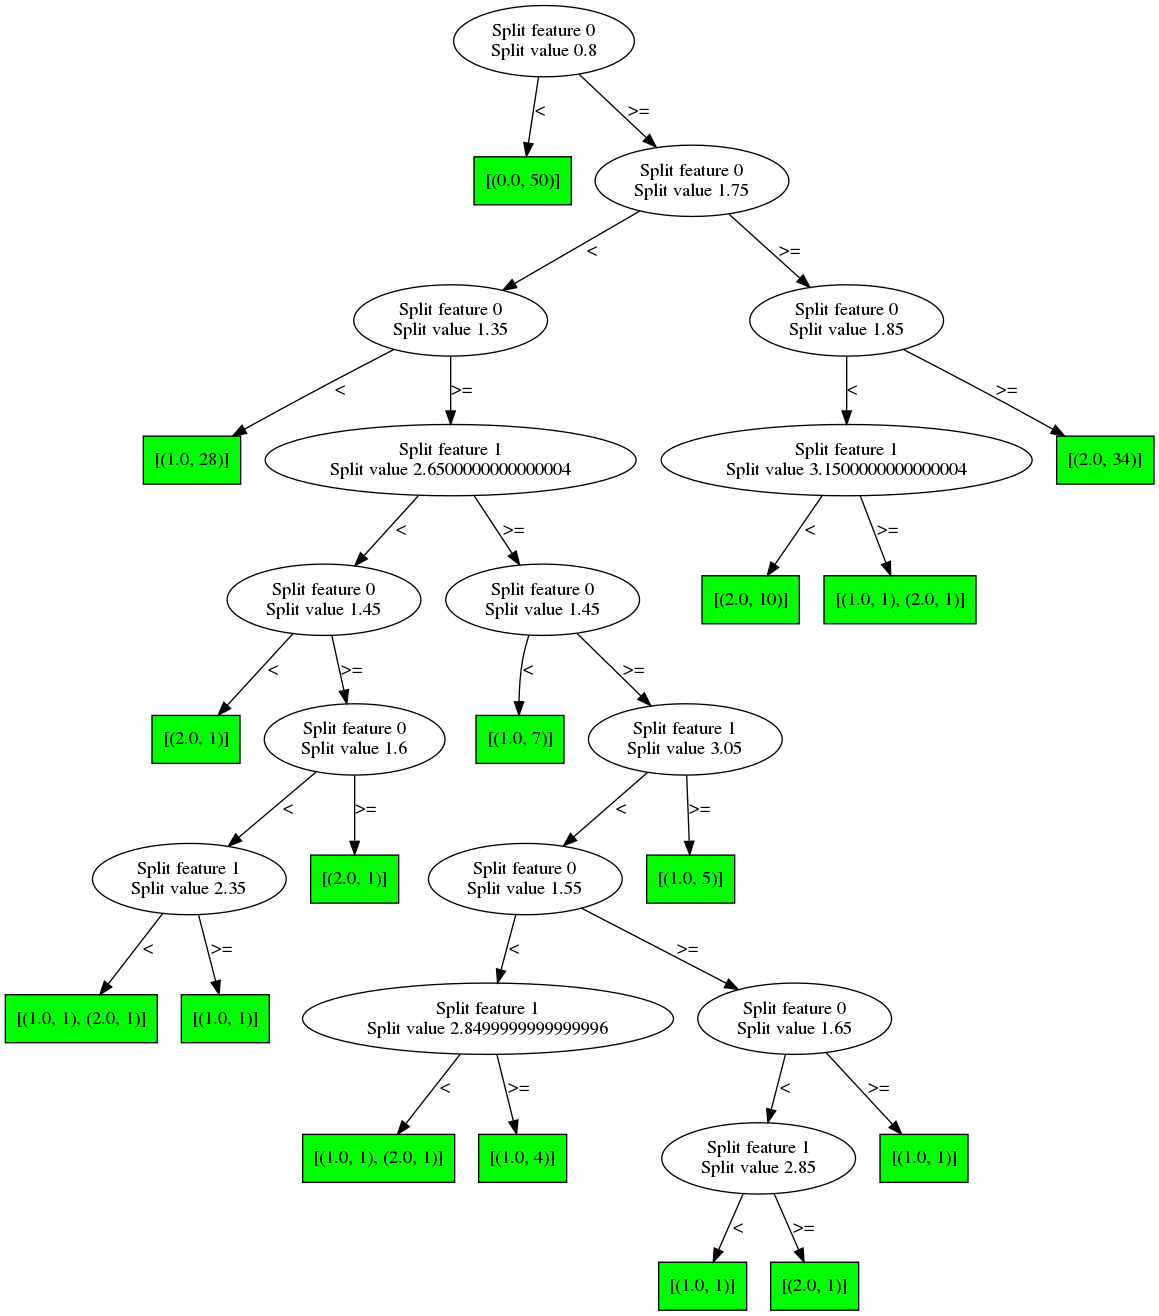 Split feature 0
Split value 0.8
<
>=
[(0.0, 50)]
Split feature 0
Split value 1.75
<
>=
Split feature 0
Split value 1.35
Split feature 0
Split value 1.85
<
>=
<
>=
[(1.0, 28)]
Split feature 1
Split value 2.6500000000000004
Split feature 1
Split value 3.1500000000000004
[(2.0, 34)]
<
>=
<
>=
Split feature 0
Split value 1.45
Split feature 0
Split value 1.45
[(2.0, 10)]
[(1.0, 1), (2.0, 1)]
<
>=
<
>=
[(2.0, 1)]
Split feature 0
Split value 1.6
[(1.0, 7)]
Split feature 1
Split value 3.05
<
>=
<
>=
Split feature 1
Split value 2.35
[(2.0, 1)]
Split feature 0
Split value 1.55
[(1.0, 5)]
<
>=
<
>=
[(1.0, 1), (2.0, 1)]
[(1.0, 1)]
Split feature 1
Split value 2.8499999999999996
Split feature 0
Split value 1.65
<
>=
<
>=
[(1.0, 1), (2.0, 1)]
[(1.0, 4)]
Split feature 1
Split value 2.85
[(1.0, 1)]
<
>=
[(1.0, 1)]
[(2.0, 1)]